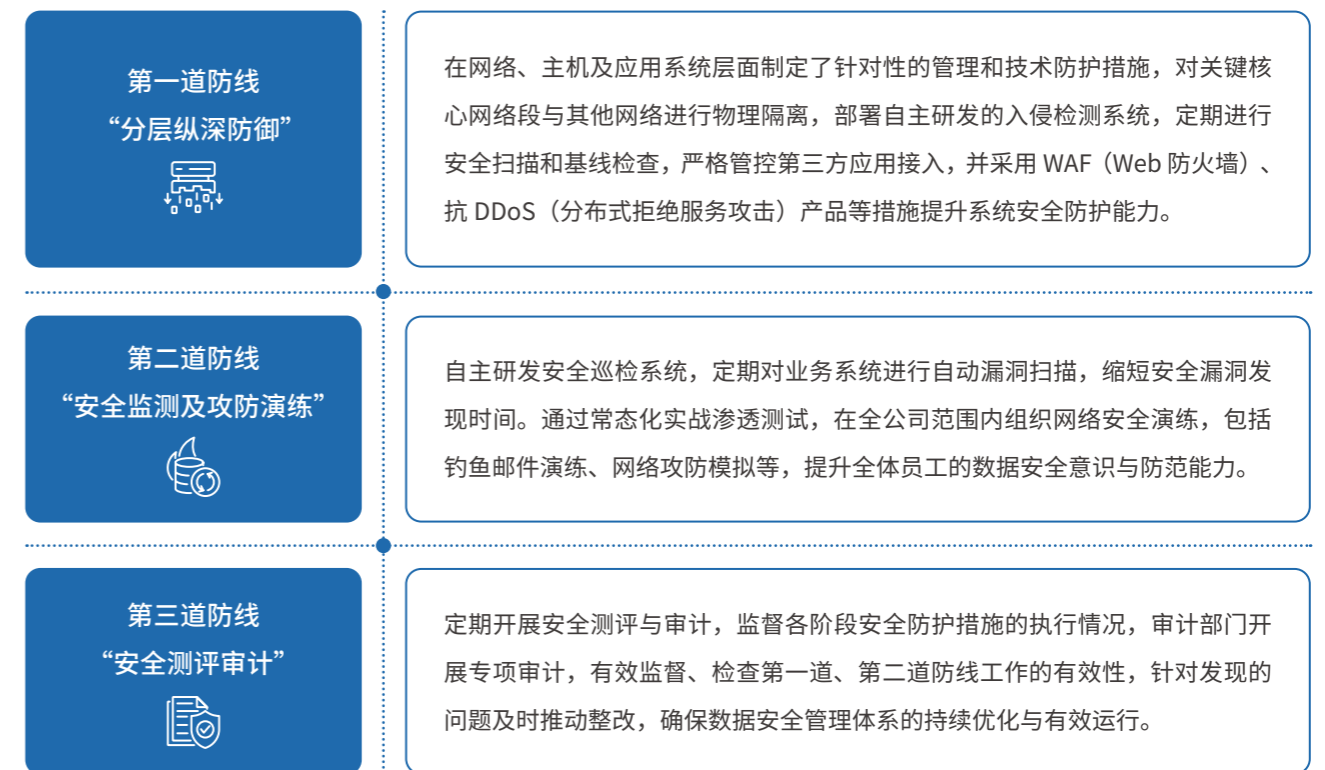 第一道防线
“分层纵深防御”
在网络、主机及应用系统层面制定了针对性的管理和技术防护措施，对关键核
心网络段与其他网络进行物理隔离，部署自主研发的入侵检测系统，定期进行
安全扫描和基线检查，严格管控第三方应用接入，并采用 WAF（Web 防火墙）、
抗 DDoS（分布式拒绝服务攻击）产品等措施提升系统安全防护能力。
第二道防线
“安全监测及攻防演练”
自主研发安全巡检系统，定期对业务系统进行自动漏洞扫描，缩短安全漏洞发
现时间。通过常态化实战渗透测试，在全公司范围内组织网络安全演练，包括
钓鱼邮件演练、网络攻防模拟等，提升全体员工的数据安全意识与防范能力。
第三道防线
“安全测评审计”
定期开展安全测评与审计，监督各阶段安全防护措施的执行情况，审计部门开
展专项审计，有效监督、检查第一道、第二道防线工作的有效性，针对发现的
问题及时推动整改，确保数据安全管理体系的持续优化与有效运行。